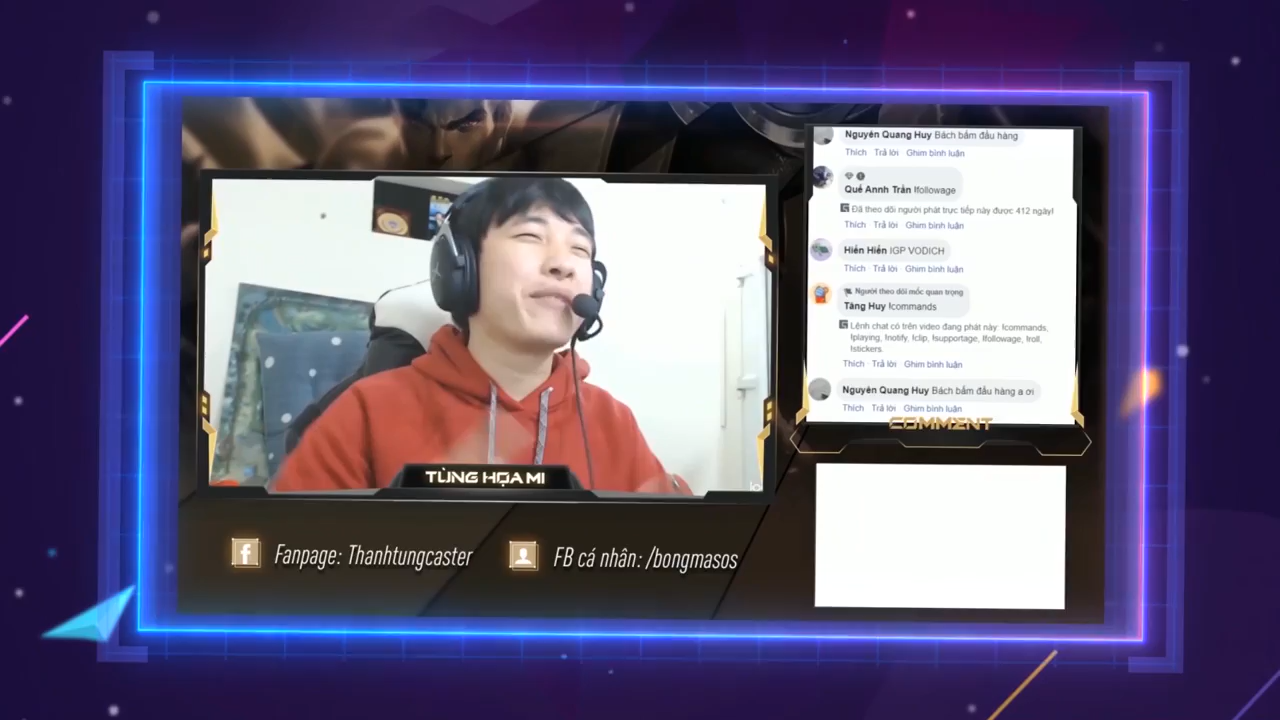 Nguyên Quang Huy Bách bấm đầu hàng
Thích Trả lời Ghim bình luận
Quế Annh Trần !followage
Đã theo dõi người phát trực tiếp này được 412 ngày!
Thích Trả lời Ghim bình luận
Hiền Hiền IGP VODICH
Thích Trả lời Ghim bình luận
Người theo dõi mốc quan trọng
Tăng Huy !commands
Lệnh chat có trên video đang phát này: !commands,
!playing, !notify, !clip, !supportage, !followage, !roll,
!stickers.
Thích Trả lời Ghim bình luận
Nguyên Quang Huy Bách bấm đầu hàng a ơi
Thích Trả lời Ghim bình luận
COMMENT
TÙNG HỌA MI
Fanpage: Thanhtungcaster
FB cá nhân: /bongmasos